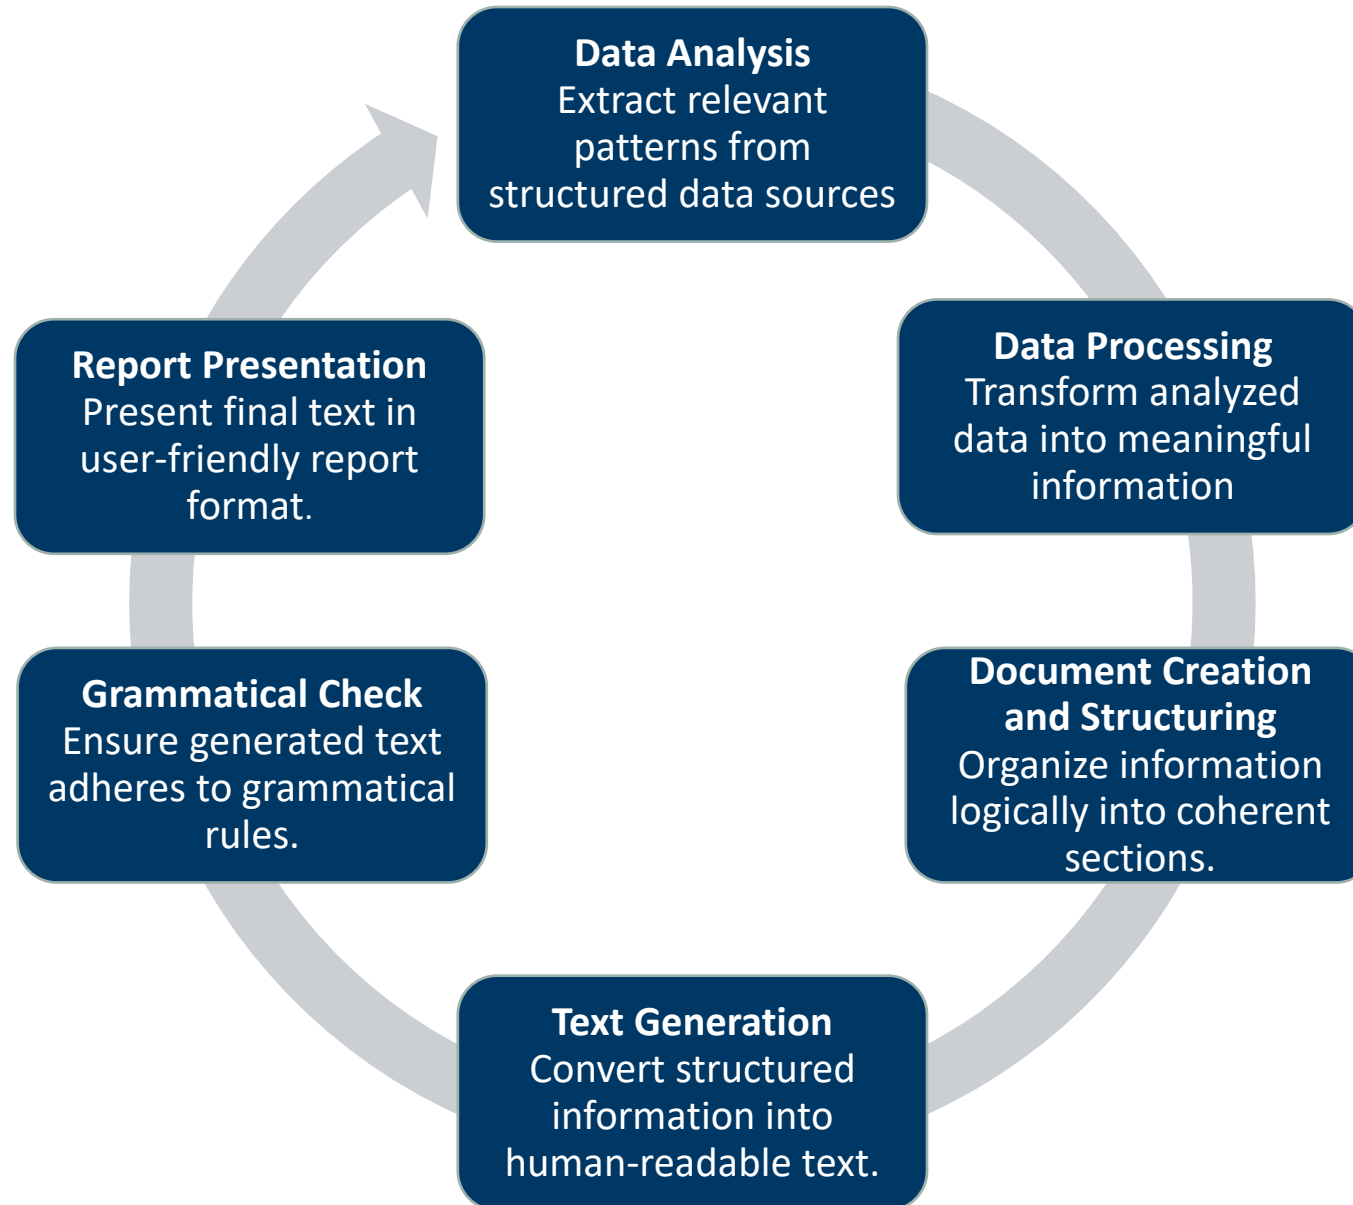 Data Analysis
Extract relevant
patterns from
structured data sources
Data Processing
Transform analyzed
data into meaningful
information
Document Creation
and Structuring
Organize information
logically into coherent
sections.
Text Generation
Convert structured
information into
human-readable text.
Grammatical Check
Ensure generated text
adheres to grammatical
rules.
Report Presentation
Present final text in
user-friendly report
format.